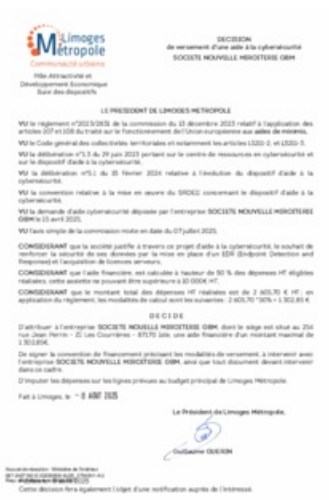 Limoges
Métropole
Communauté urbaine
Pôle Attractivité et
Développement Economique
Suivi des dispositifs
DECISION
de versement d'une aide à la cybersécurité
SOCIETE NOUVELLE MIROITERIE GBM
LE PRESIDENT DE LIMOGES METROPOLE
VU le règlement n°2023/2831 de la commission du 13 décembre 2023 relatif à l'application des
articles 107 et 108 du traité sur le fonctionnement de l'Union européenne aux aides de minimis,
VU le Code général des collectivités territoriales et notamment les articles L5211-2, et L5211-3,
VU la délibération n°1.3 du 29 juin 2023 portant sur le centre de ressources en cybersécurité et
sur le dispositif d'aide à la cybersécurité,
VU la délibération n°5.1 du 15 février 2024 relative à l'évolution du dispositif d'aide à la
cybersécurité,
VU la convention relative à la mise en œuvre du SRDEII concernant le dispositif d'aide à la
cybersécurité,
VU la demande d'aide cybersécurité déposée par l'entreprise SOCIETE NOUVELLE MIROITERIE
GBM le 15 avril 2025,
VU l'avis simple de la commission mixte en date du 07 juillet 2025,
CONSIDERANT que la société justifie à travers ce projet d'aide à la cybersécurité, le souhait de
renforcer la sécurité de ses données par la mise en place d'un EDR (Endpoint Detection and
Response) et l'acquisition de licences serveurs,
CONSIDERANT que l'aide financière, est calculée à hauteur de 50 % des dépenses HT éligibles
réalisées, cette assiette ne pouvant être supérieure à 10 000€ HT,
CONSIDERANT que le montant total des dépenses HT réalisées est de 2 605,70 € HT, en
application du règlement, les modalités de calcul sont les suivantes : 2 605,70 *50% = 1 302,85 €
DECIDE
D'attribuer à l'entreprise SOCIETE NOUELLE MIROITERIE GBM, dont le siège est situé au 254
rue Jean Perrin - ZI Les Courrières - 87170 Isle, une aide financière d'un montant maximal de
1 302,85€.
De signer la convention de financement précisant les modalités de versement, à intervenir avec
l'entreprise SOCIETE NOUVELLE MIROITERIE GBM, ainsi que tout document devant intervenir
dans ce cadre.
D'imputer les dépenses sur les lignes prévues au budget principal de Limoges Métropole.
Fait à Limoges, le - 8 AOUT 2025
Le Président de Limoges Métropole,
Guillaume GUERIN
Accusé de réception - Ministère de l'Intérieur
Cette décision fera également l'objet d'une notification auprès de l'intéressé.